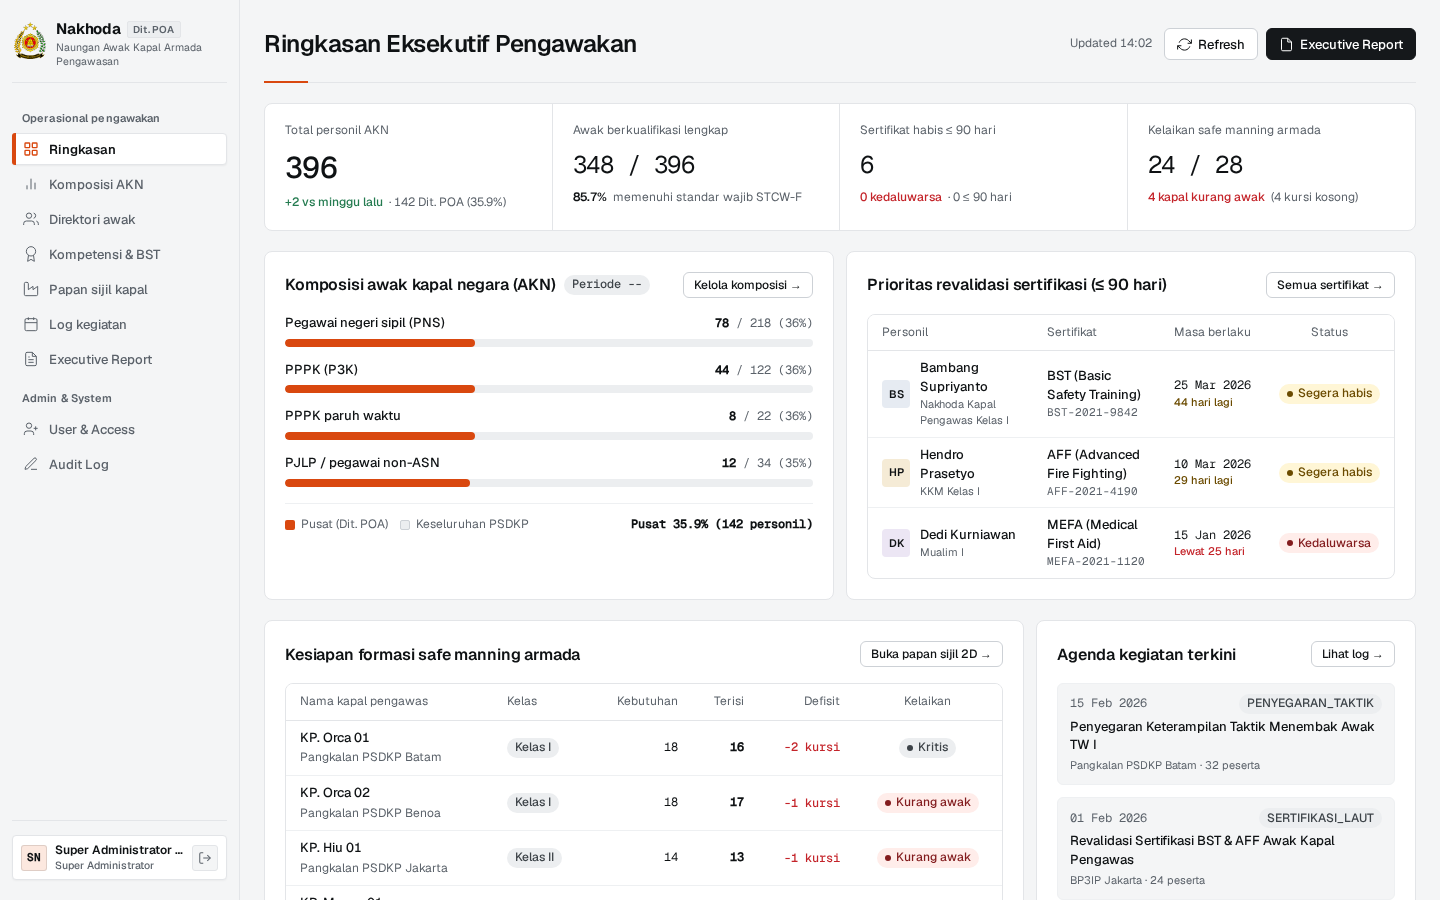 Nakhoda Dit. POA
Naungan Awak Kapal Armada
Pengawasan
Operasional pengawakan
Ringkasan
Komposisi AKN
Direktori awak
Kompetensi & BST
Papan sijil kapal
Log kegiatan
Executive Report
Admin & System
User & Access
Audit Log
SN
Super Administrator ...
Super Administrator
Ringkasan Eksekutif Pengawakan
Updated 14:02
Refresh
Executive Report
Total personil AKN
396
+2 vs minggu lalu · 142 Dit. POA (35.9%)
Awak berkualifikasi lengkap
348 / 396
85.7% memenuhi standar wajib STCW-F
Sertifikat habis ≤ 90 hari
6
0 kedaluwarsa · 0 ≤ 90 hari
Kelaikan safe manning armada
24 / 28
4 kapal kurang awak (4 kursi kosong)
Komposisi awak kapal negara (AKN) Periode --
Kelola komposisi →
Pegawai negeri sipil (PNS) 78 / 218 (36%)
PPPK (P3K) 44 / 122 (36%)
PPPK paruh waktu 8 / 22 (36%)
PJLP / pegawai non-ASN 12 / 34 (35%)
Pusat (Dit. POA) Keseluruhan PSDKP Pusat 35.9% (142 personil)
Prioritas revalidasi sertifikasi (≤ 90 hari)
Semua sertifikat →
Personil Sertifikat Masa berlaku Status
BS
Bambang
Supriyanto
Nakhoda Kapal
Pengawas Kelas I
BST (Basic
Safety Training)
BST-2021-9842
25 Mar 2026
44 hari lagi
Segera habis
HP
Hendro
Prasetyo
KKM Kelas I
AFF (Advanced
Fire Fighting)
AFF-2021-4190
10 Mar 2026
29 hari lagi
Segera habis
DK
Dedi Kurniawan
Mualim I
MEFA (Medical
First Aid)
MEFA-2021-1120
15 Jan 2026
Lewat 25 hari
Kedaluwarsa
Kesiapan formasi safe manning armada
Buka papan sijil 2D →
Nama kapal pengawas Kelas Kebutuhan Terisi Defisit Kelaikan
KP. Orca 01
Pangkalan PSDKP Batam
Kelas I 18 16 -2 kursi Kritis
KP. Orca 02
Pangkalan PSDKP Benoa
Kelas I 18 17 -1 kursi Kurang awak
KP. Hiu 01
Pangkalan PSDKP Jakarta
Kelas II 14 13 -1 kursi Kurang awak
Agenda kegiatan terkini
Lihat log →
15 Feb 2026 PENYEGARAN_TAKTIK
Penyegaran Keterampilan Taktik Menembak Awak
TW I
Pangkalan PSDKP Batam · 32 peserta
01 Feb 2026 SERTIFIKASI_LAUT
Revalidasi Sertifikasi BST & AFF Awak Kapal
Pengawas
BP3IP Jakarta · 24 peserta